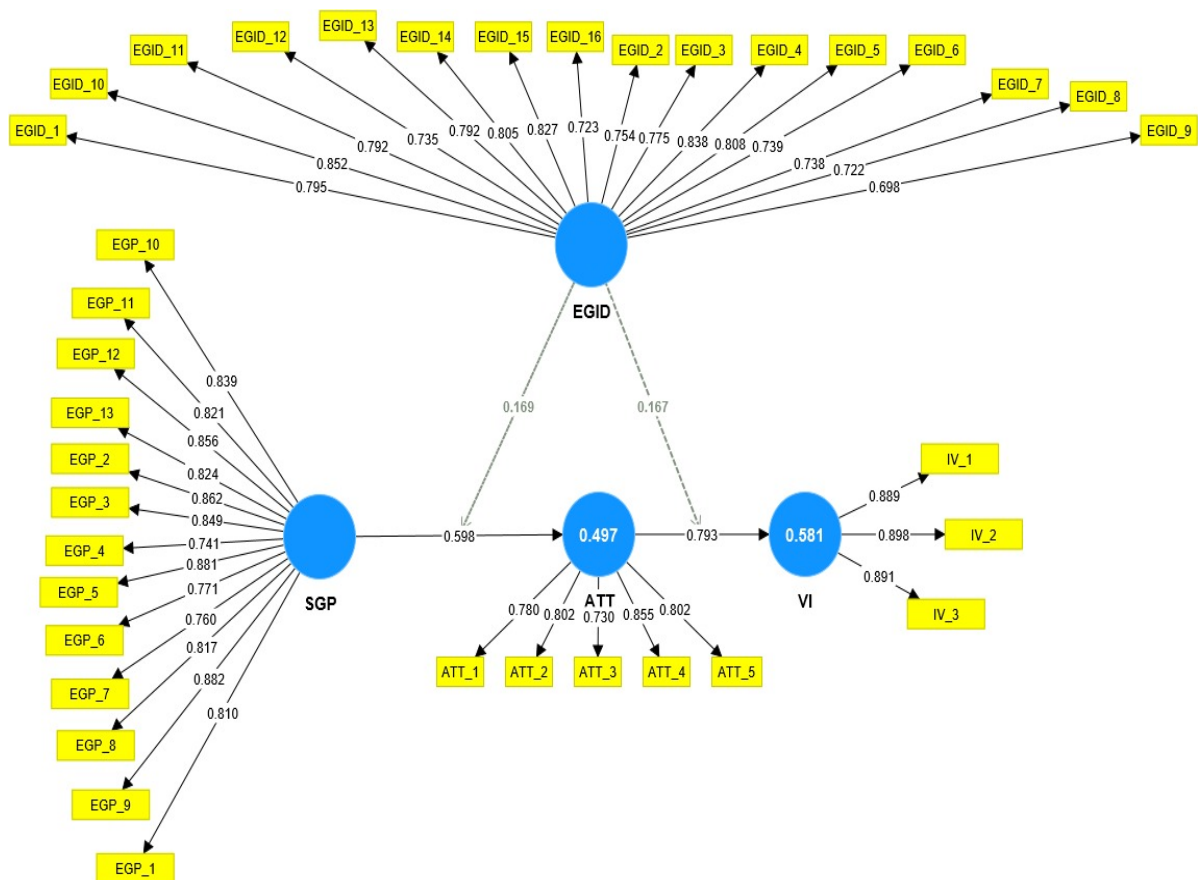 EGID_13
EGID_12
EGID_14
EGID_15
EGID_16
EGID_2
EGID_3
EGID_4
EGID_5
EGID_6
EGID_11
EGID_10
EGID_7
EGID_8
EGID_1
EGID_9
0.795
0.852
0.792
0.735
0.792
0.805
0.827
0.723
0.754
0.775
0.838
0.808
0.739
0.738
0.722
0.698
EGID
EGP_10
EGP_11
EGP_12
EGP_13
EGP_2
EGP_3
EGP_4
EGP_5
EGP_6
EGP_7
EGP_8
EGP_9
EGP_1
0.839
0.821
0.856
0.824
0.862
0.849
0.741
0.881
0.771
0.760
0.817
0.882
0.810
SGP
0.169
0.167
0.598
0.497
ATT
0.793
0.581
VI
0.780
0.802
0.730
0.855
0.802
ATT_1
ATT_2
ATT_3
ATT_4
ATT_5
0.889
0.898
0.891
IV_1
IV_2
IV_3